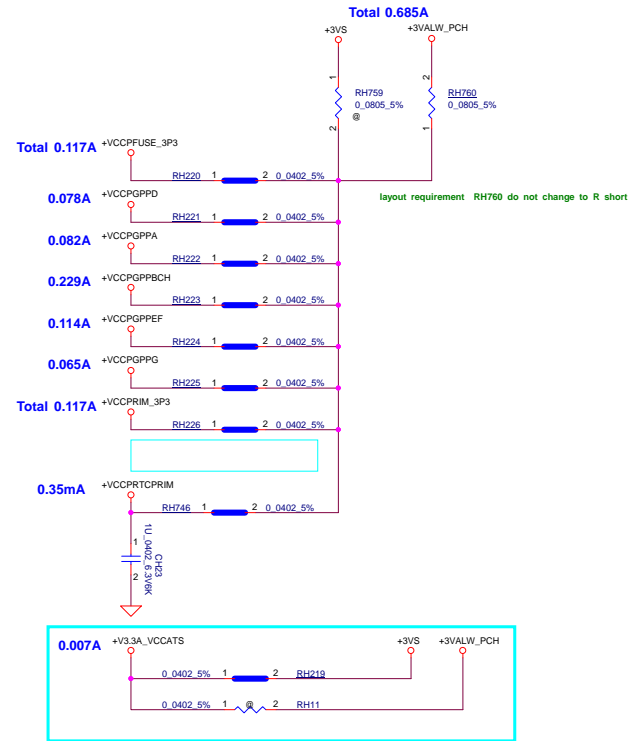 Total 0.685A
+3VS
+3VALW_PCH
1
2
RH759
0_0805_5%
@
RH760
0_0805_5%
2
1
Total 0.117A +VCCPFUSE_3P3
RH220 1 2 0_0402_5%
layout requirement RH760 do not change to R short
0.078A +VCCPGPPD
RH221 1 2 0_0402_5%
0.082A +VCCPGPPA
RH222 1 2 0_0402_5%
0.229A +VCCPGPPBCH
RH223 1 2 0_0402_5%
0.114A +VCCPGPPEF
RH224 1 2 0_0402_5%
0.065A +VCCPGPPG
RH225 1 2 0_0402_5%
Total 0.117A +VCCPRIM_3P3
RH226 1 2 0_0402_5%
0.35mA +VCCPRTCPRIM
RH746 1 2 0_0402_5%
1
2
1U_0402_6.3V6K
CH23
0.007A +V3.3A_VCCATS +3VS +3VALW_PCH
0_0402_5% 1 2 RH219
0_0402_5% 1 @ 2 RH11